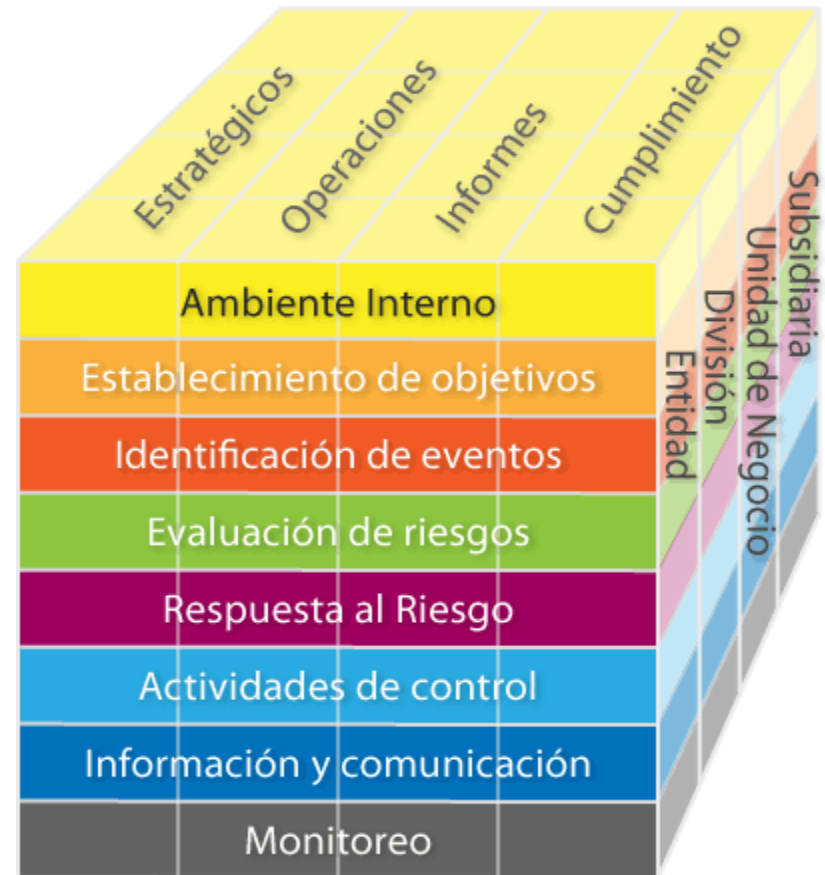 Estratégicos
Operaciones
Informes
Cumplimiento
Ambiente Interno
Establecimiento de objetivos
Identificación de eventos
Evaluación de riesgos
Respuesta al Riesgo
Actividades de control
Información y comunicación
Monitoreo
Entidad
División
Unidad de Negocio
Subsidiaria